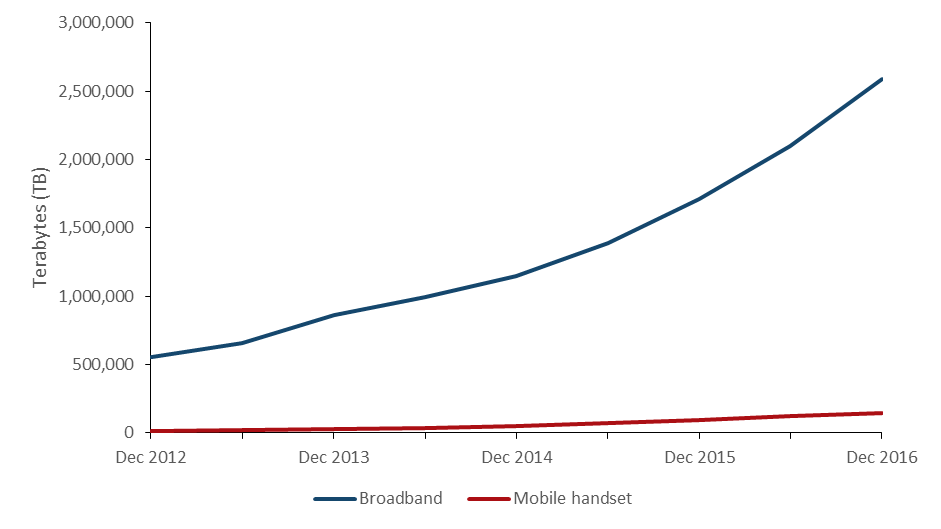 3,000,000
2,500,000
2,000,000
1,500,000
1,000,000
500,000
0
Terabytes (TB)
Dec 2012 Dec 2013 Dec 2014 Dec 2015 Dec 2016
Broadband Mobile handset